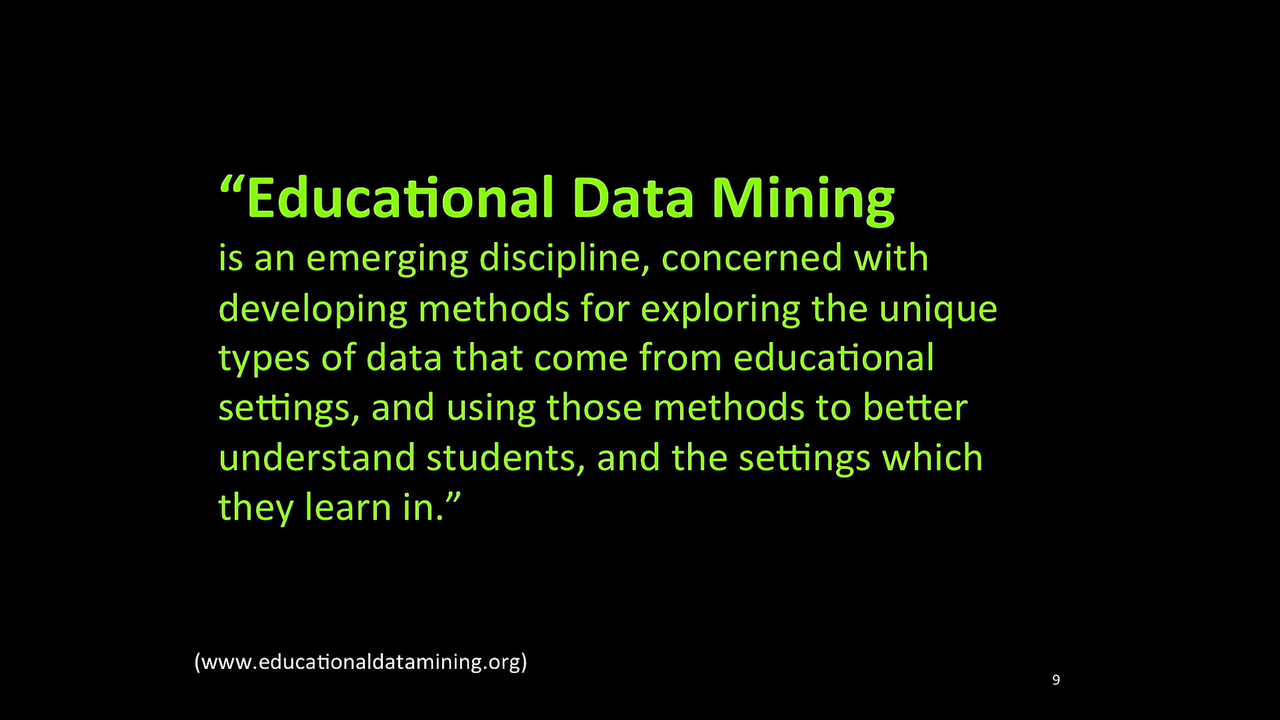 “Educational Data Mining
is an emerging discipline, concerned with
developing methods for exploring the unique
types of data that come from educational
settings, and using those methods to better
understand students, and the settings which
they learn in.”
(www.educationaldatamining.org)
9